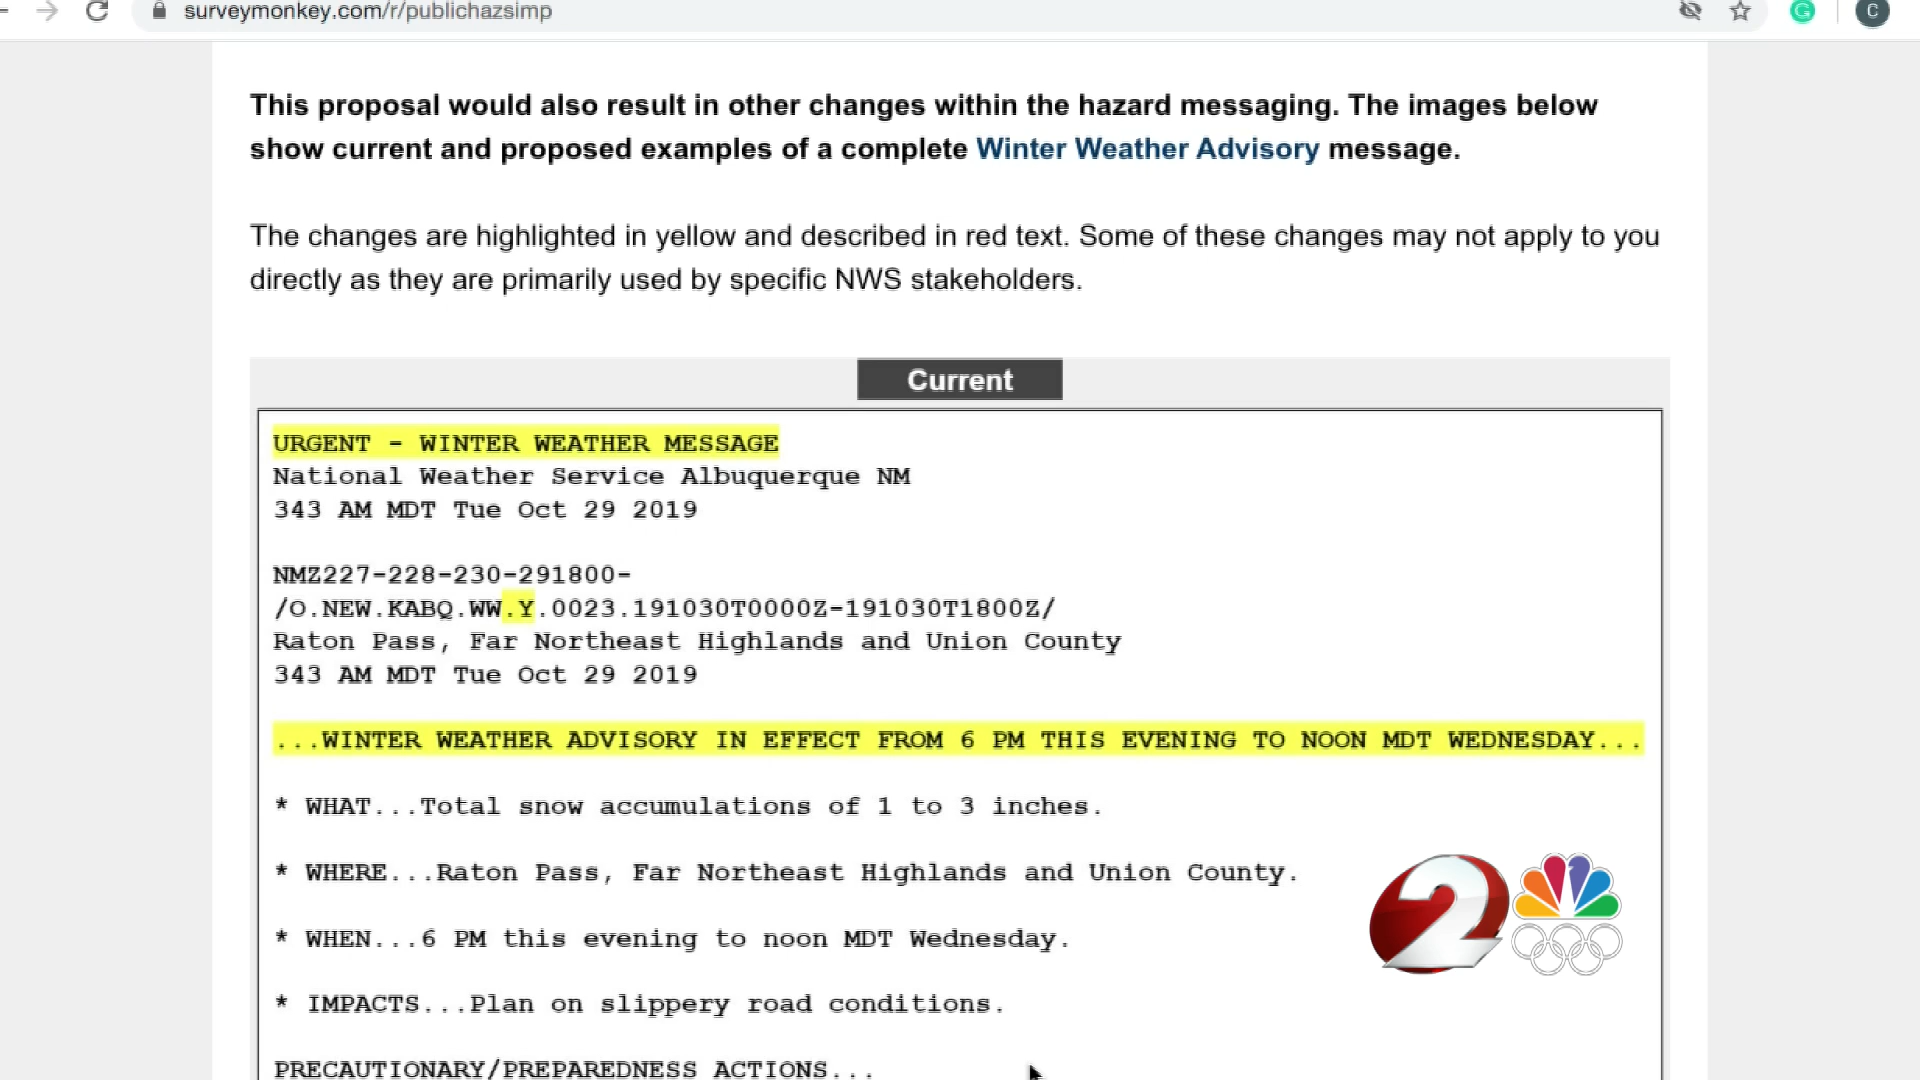 surveymonkey.com/r/publichazsimp
C
This proposal would also result in other changes within the hazard messaging. The images below
show current and proposed examples of a complete Winter Weather Advisory message.
The changes are highlighted in yellow and described in red text. Some of these changes may not apply to you
directly as they are primarily used by specific NWS stakeholders.
Current
URGENT - WINTER WEATHER MESSAGE
National Weather Service Albuquerque NM
343 AM MDT Tue Oct 29 2019
NMZ227-228-230-291800-
/O.NEW.KABQ.WW.Y.0023.191030T0000Z-191030T1800Z/
Raton Pass, Far Northeast Highlands and Union County
343 AM MDT Tue Oct 29 2019
...WINTER WEATHER ADVISORY IN EFFECT FROM 6 PM THIS EVENING TO NOON MDT WEDNESDAY...
* WHAT...Total snow accumulations of 1 to 3 inches.
* WHERE...Raton Pass, Far Northeast Highlands and Union County.
* WHEN...6 PM this evening to noon MDT Wednesday.
* IMPACTS...Plan on slippery road conditions.
PRECAUTIONARY/PREPAREDNESS ACTIONS...
2